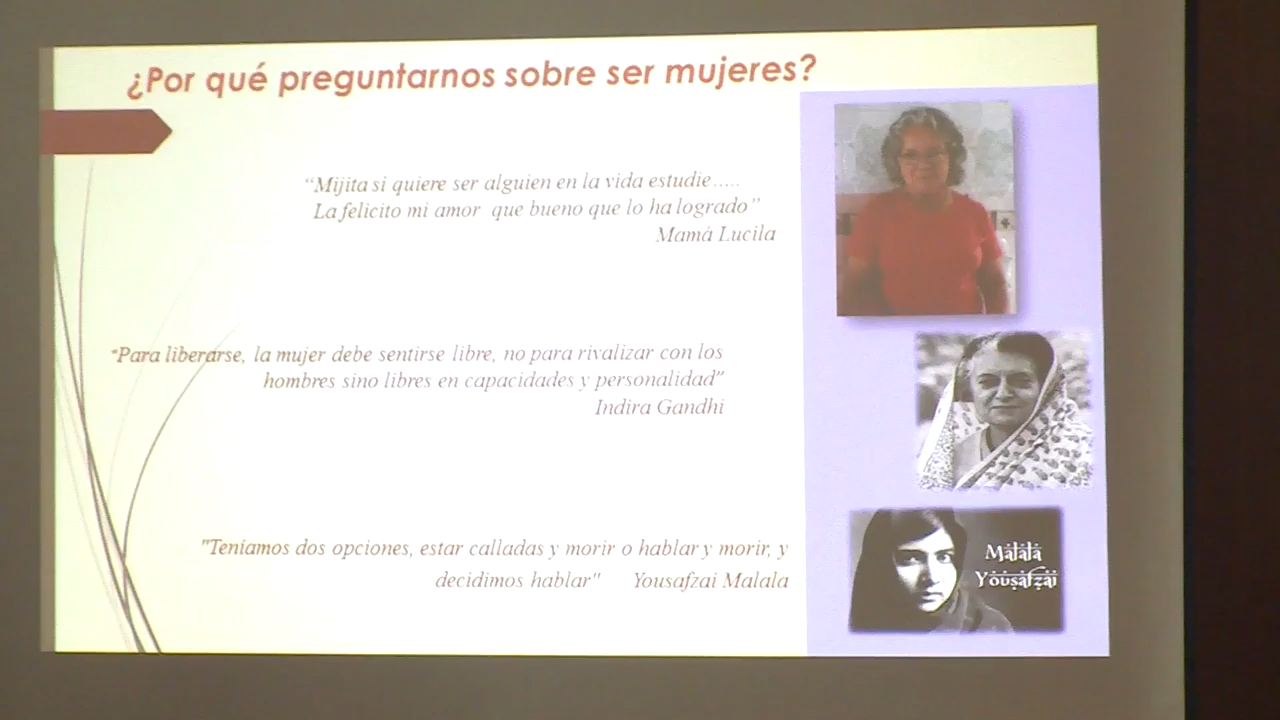 ¿Por qué preguntarnos sobre ser mujeres?
“Mijita si quiere ser alguien en la vida estudie.....
La felicito mi amor que bueno que lo ha logrado”
Mamá Lucila
“Para liberarse, la mujer debe sentirse libre, no para rivalizar con los
hombres sino libres en capacidades y personalidad”
Indira Gandhi
"Teníamos dos opciones, estar calladas y morir o hablar y morir, y
decidimos hablar" Yousafzai Malala
Malala
Yousafzai